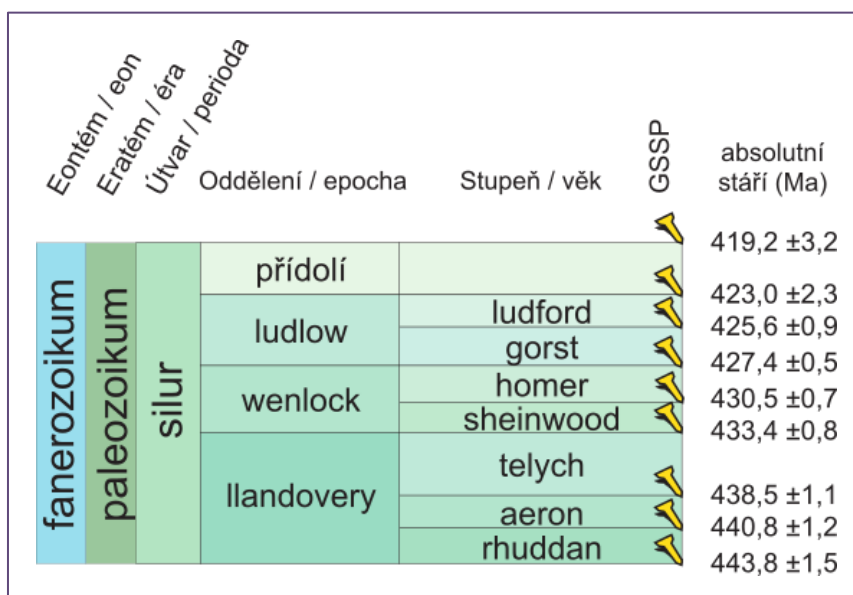 Eontém / eon
Eratém / éra
Útvar / perioda
Oddělení / epocha
Stupeň / věk
GSSP
absolutní
stáří (Ma)
fanerozoikum
paleozoikum
silur
přídolí
ludlow
wenlock
llandovery
ludford
gorst
homer
sheinwood
telych
aeron
rhuddan
419,2 ±3,2
423,0 ±2,3
425,6 ±0,9
427,4 ±0,5
430,5 ±0,7
433,4 ±0,8
438,5 ±1,1
440,8 ±1,2
443,8 ±1,5